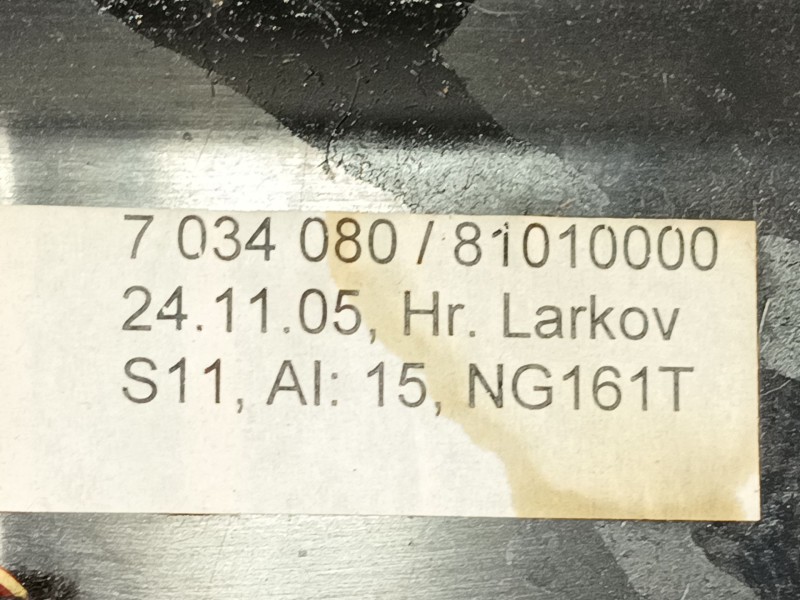 7 034 080 / 81010000
24.11.05, Hr. Larkov
S11, AI: 15, NG161T